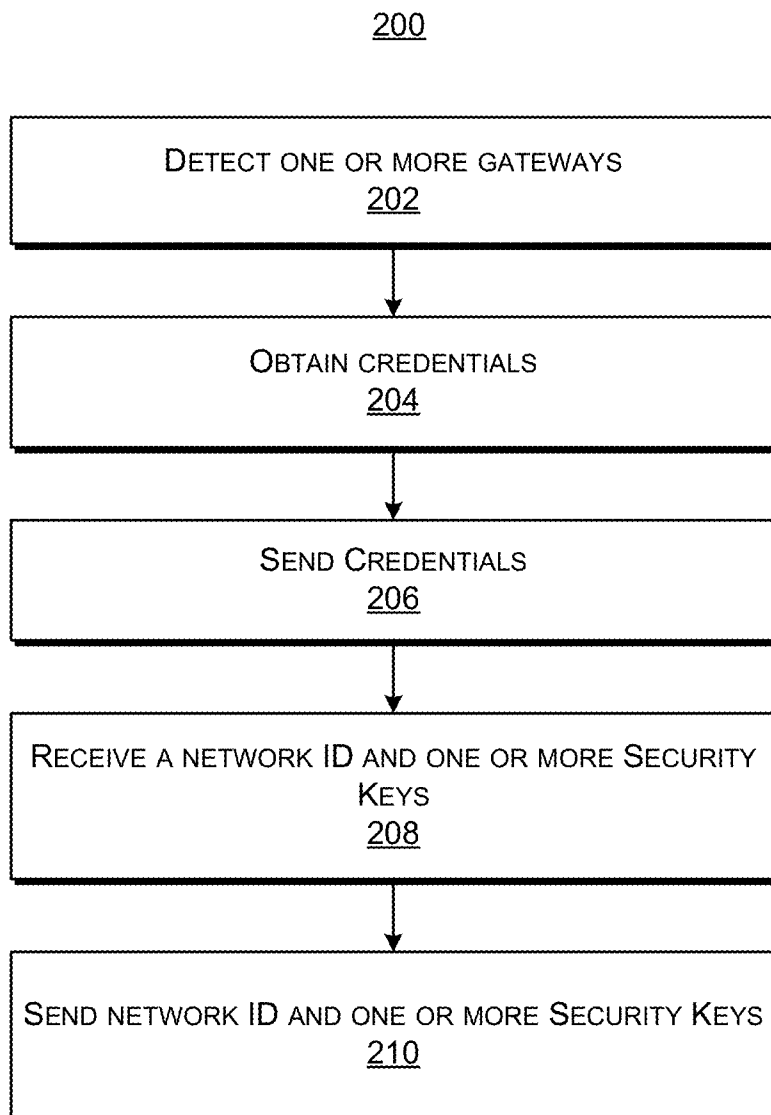 200
DETECT ONE OR MORE GATEWAYS
202
OBTAIN CREDENTIALS
204
SEND CREDENTIALS
206
RECEIVE A NETWORK ID AND ONE OR MORE SECURITY
KEYS
208
SEND NETWORK ID AND ONE OR MORE SECURITY KEYS
210